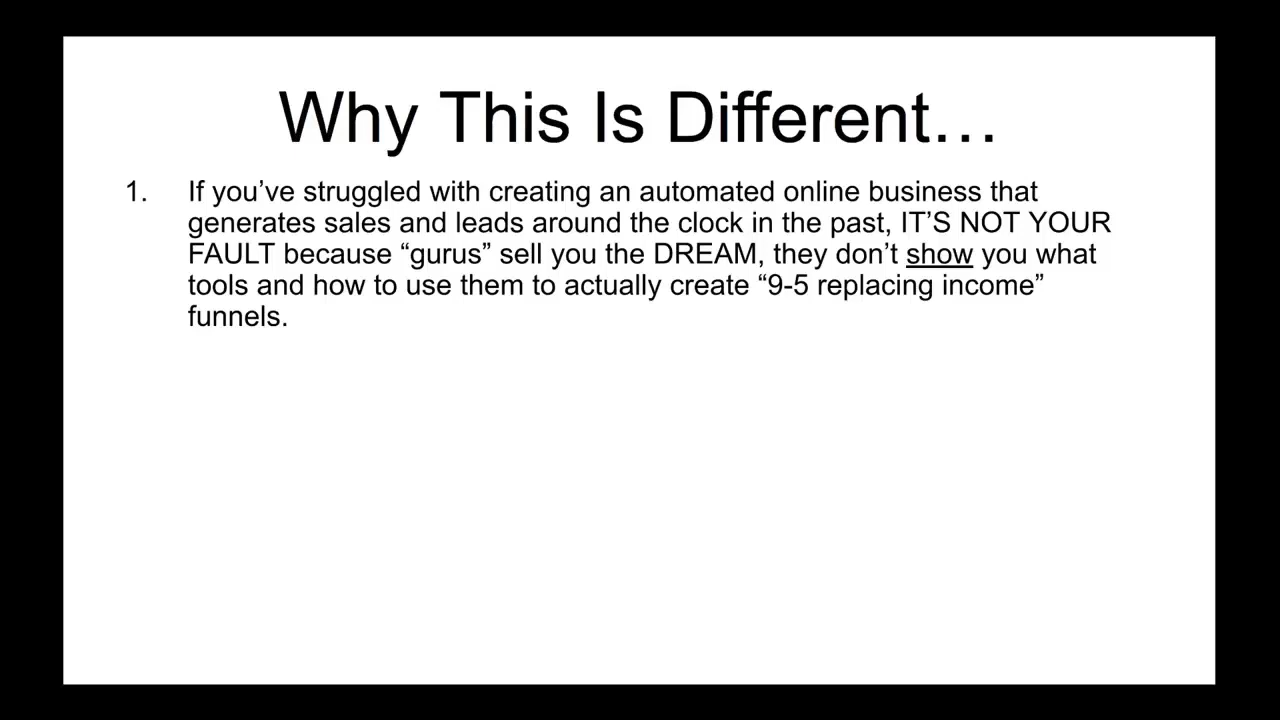 Why This Is Different…
1. If you’ve struggled with creating an automated online business that
generates sales and leads around the clock in the past, IT’S NOT YOUR
FAULT because “gurus” sell you the DREAM, they don’t show you what
tools and how to use them to actually create “9-5 replacing income”
funnels.